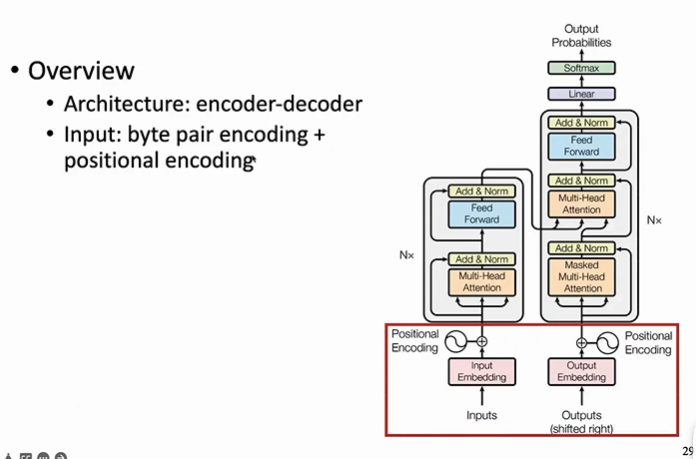 • Overview
• Architecture: encoder-decoder
• Input: byte pair encoding +
positional encoding
Output
Probabilities
Softmax
Linear
Add & Norm
Feed
Forward
Add & Norm
Multi-Head
Attention
Nx
Add & Norm
Masked
Multi-Head
Attention
Add & Norm
Feed
Forward
Nx
Add & Norm
Multi-Head
Attention
Positional
Encoding
Positional
Encoding
Input
Embedding
Output
Embedding
Inputs
Outputs
(shifted right)
29